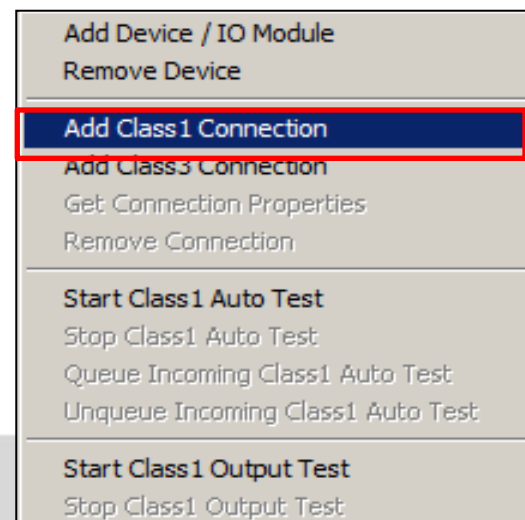 Add Device / IO Module
Remove Device
Add Class1 Connection
Add Class3 Connection
Get Connection Properties
Remove Connection
Start Class1 Auto Test
Stop Class1 Auto Test
Queue Incoming Class1 Auto Test
Unqueue Incoming Class1 Auto Test
Start Class1 Output Test
Stop Class1 Output Test